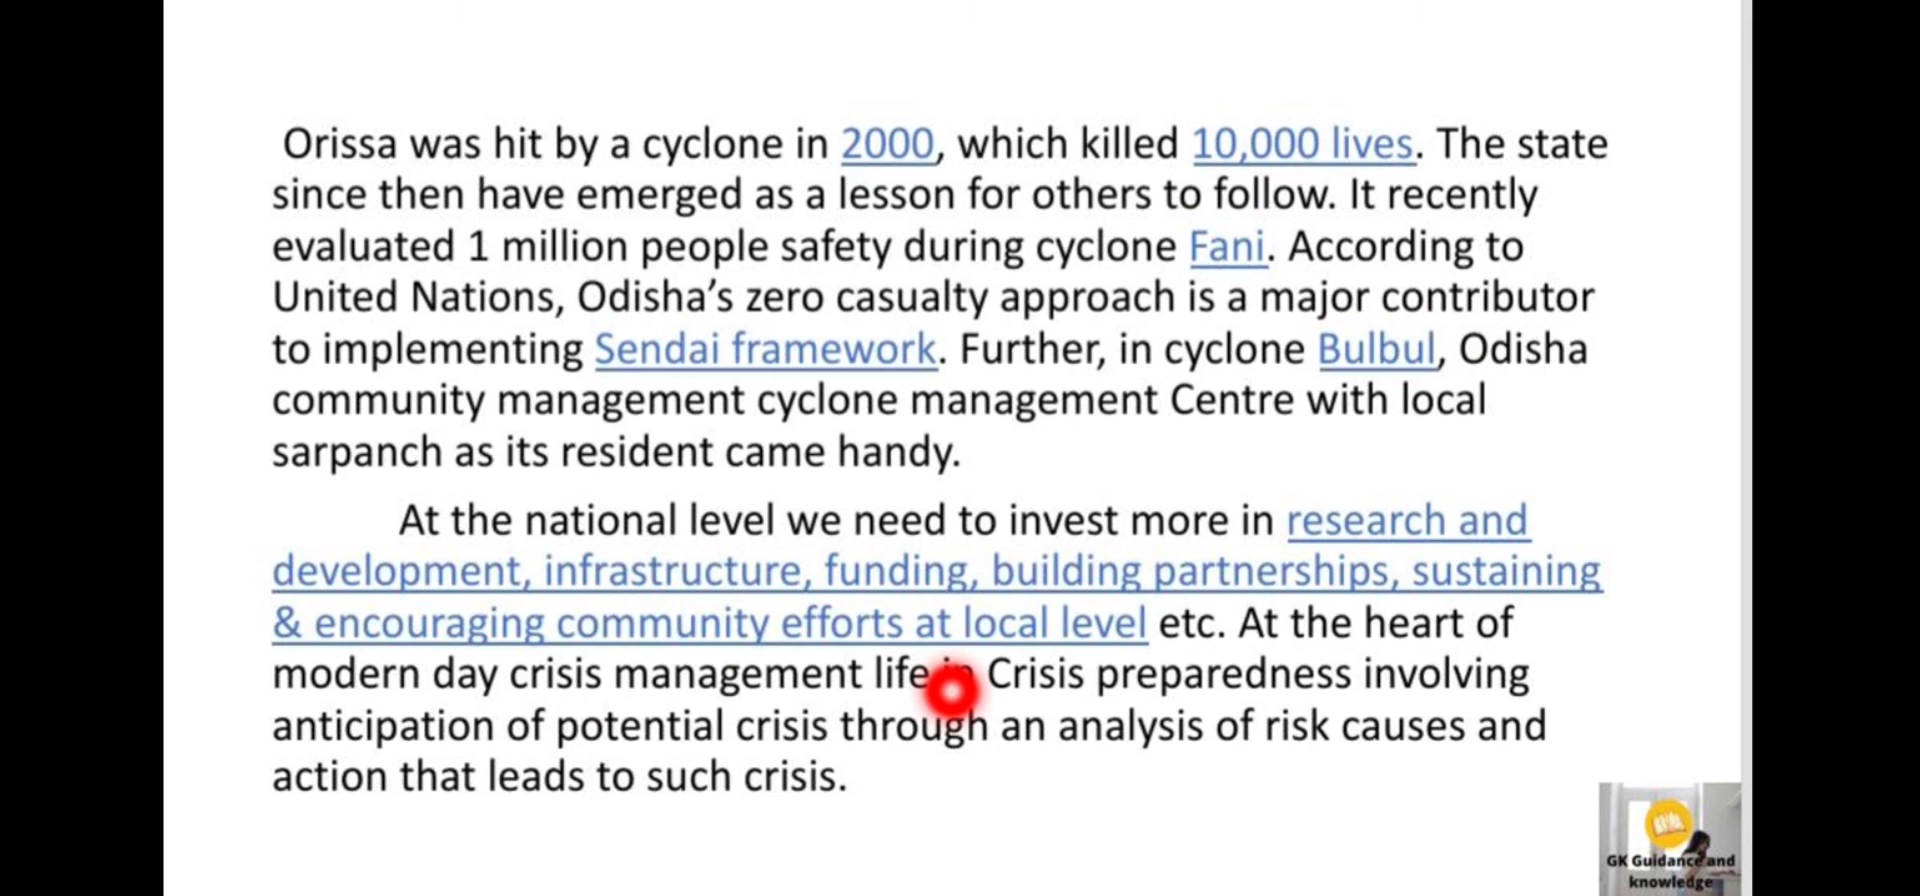 Orissa was hit by a cyclone in 2000, which killed 10,000 lives. The state
since then have emerged as a lesson for others to follow. It recently
evaluated 1 million people safety during cyclone Fani. According to
United Nations, Odisha’s zero casualty approach is a major contributor
to implementing Sendai framework. Further, in cyclone Bulbul, Odisha
community management cyclone management Centre with local
sarpanch as its resident came handy.
At the national level we need to invest more in research and
development, infrastructure, funding, building partnerships, sustaining
& encouraging community efforts at local level etc. At the heart of
modern day crisis management life Crisis preparedness involving
anticipation of potential crisis through an analysis of risk causes and
action that leads to such crisis.
GK Guidance and
knowledge